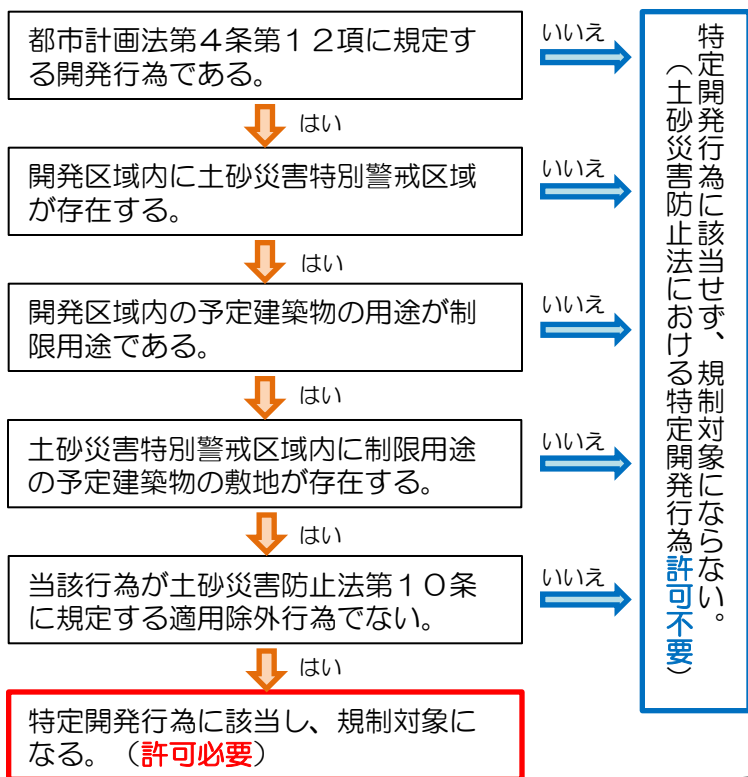 都市計画法第４条第１２項に規定す
る開発行為である。
いいえ
はい
開発区域内に土砂災害特別警戒区域
が存在する。
いいえ
はい
開発区域内の予定建築物の用途が制
限用途である。
いいえ
はい
土砂災害特別警戒区域内に制限用途
の予定建築物の敷地が存在する。
いいえ
はい
当該行為が土砂災害防止法第１０条
に規定する適用除外行為でない。
いいえ
はい
特定開発行為に該当し、規制対象に
なる。（許可必要）
特定開発行為に該当せず、規制対象にならない。
（土砂災害防止法における特定開発行為許可不要）